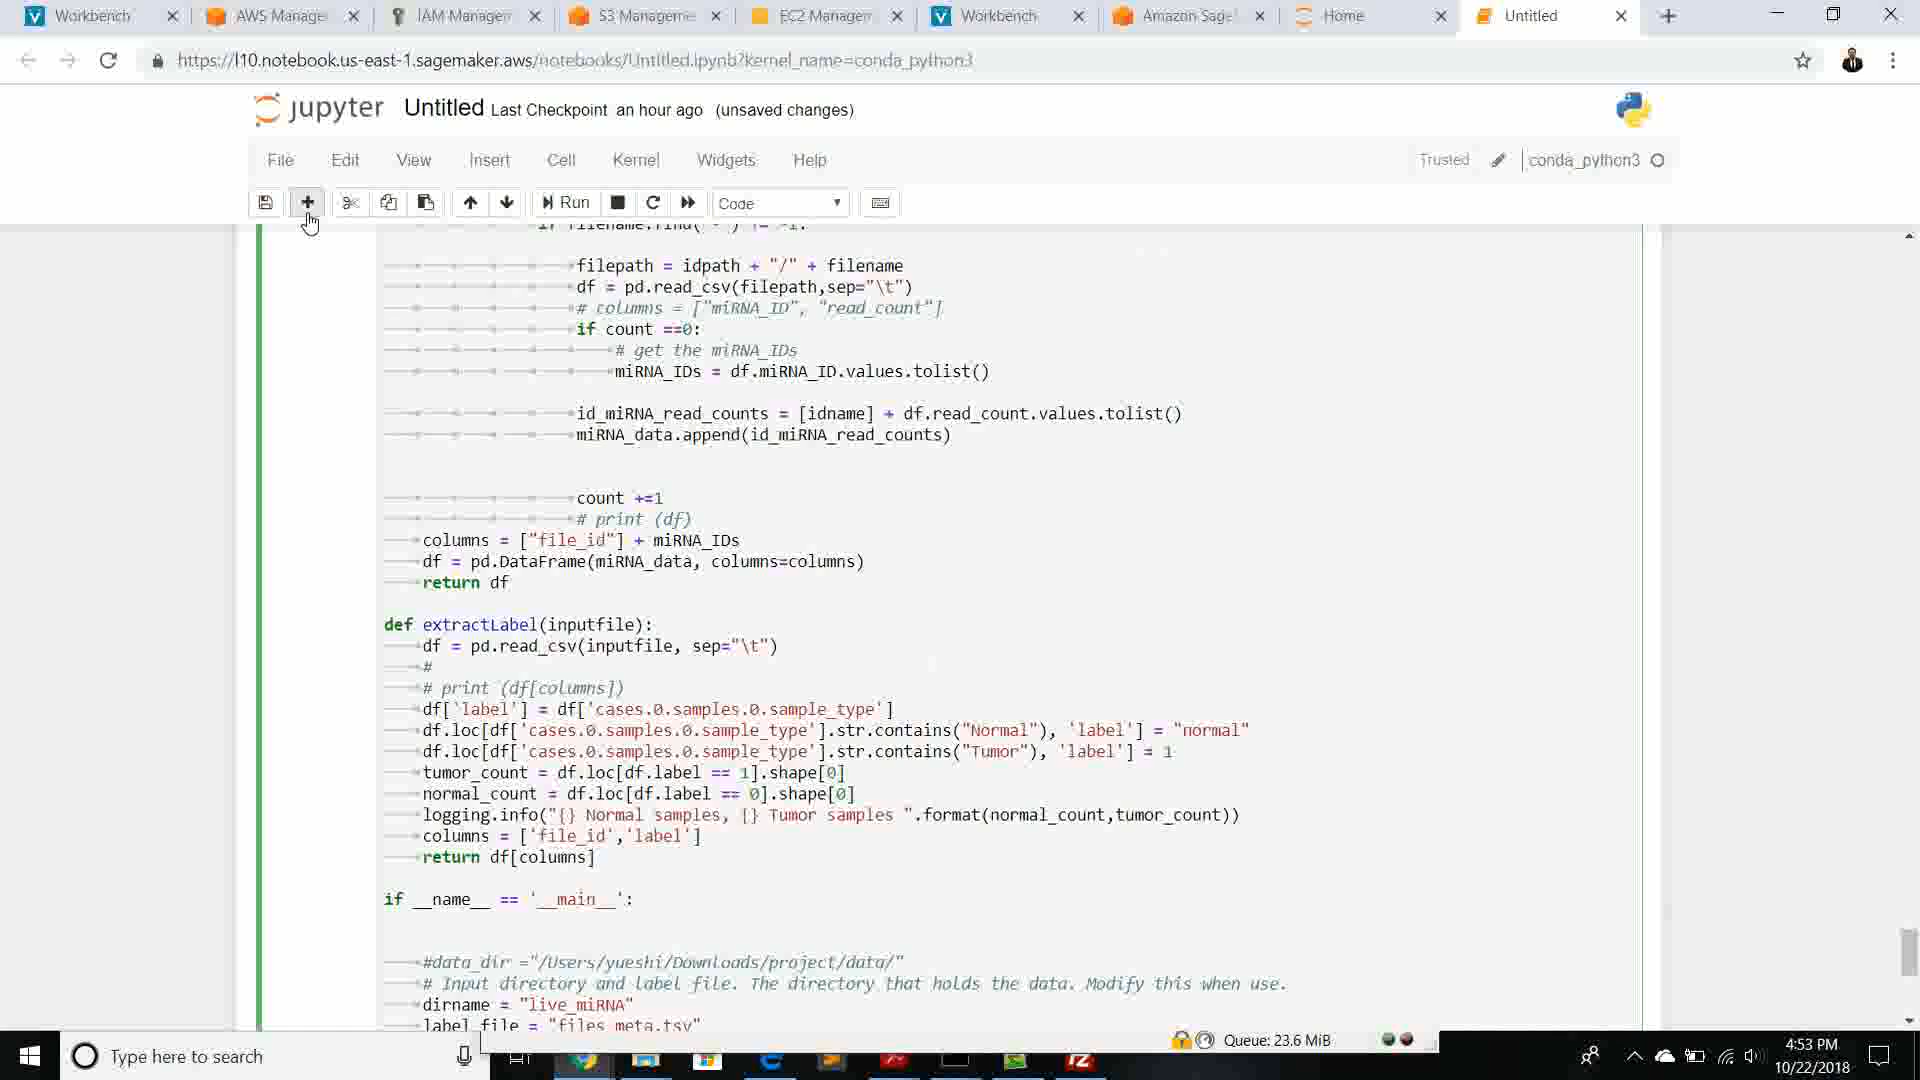 Workbench
AWS Manage
IAM Managem
S3 Manageme
EC2 Managem
Workbench
Amazon Sage
Home
Untitled
https://l10.notebook.us-east-1.sagemaker.aws/notebooks/Untitled.ipynb?kernel_name=conda_python3
jupyter Untitled Last Checkpoint an hour ago (unsaved changes)
File Edit View Insert Cell Kernel Widgets Help
Trusted conda_python3
Run Code
filepath = idpath + "/" + filename
df = pd.read_csv(filepath,sep="\t")
# columns = ["miRNA_ID", "read_count"]
if count ==0:
# get the miRNA_IDs
miRNA_IDs = df.miRNA_ID.values.tolist()
id_miRNA_read_counts = [idname] + df.read_count.values.tolist()
miRNA_data.append(id_miRNA_read_counts)
count +=1
# print (df)
columns = ["file_id"] + miRNA_IDs
df = pd.DataFrame(miRNA_data, columns=columns)
return df
def extractLabel(inputfile):
df = pd.read_csv(inputfile, sep="\t")
#
# print (df[columns])
df['label'] = df['cases.0.samples.0.sample_type']
df.loc[df['cases.0.samples.0.sample_type'].str.contains("Normal"), 'label'] = "normal"
df.loc[df['cases.0.samples.0.sample_type'].str.contains("Tumor"), 'label'] = 1
tumor_count = df.loc[df.label == 1].shape[0]
normal_count = df.loc[df.label == 0].shape[0]
logging.info("{} Normal samples, {} Tumor samples ".format(normal_count,tumor_count))
columns = ['file_id','label']
return df[columns]
if __name__ == '__main__':
#data_dir ="/Users/yueshi/Downloads/project/data/"
# Input directory and label file. The directory that holds the data. Modify this when use.
dirname = "live_miRNA"
label_file = "files_meta.tsv"
Queue: 23.6 MiB
Type here to search
4:53 PM
10/22/2018